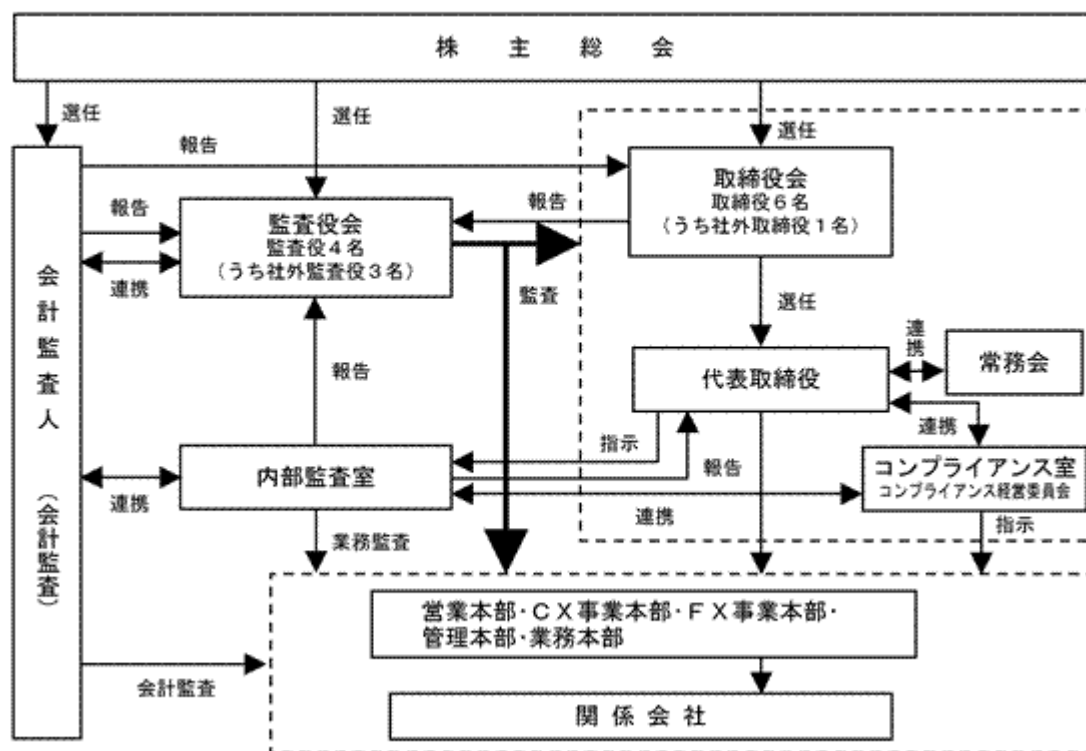 株主総会
選任
選任
選任
報告
取締役会
取締役6名
(うち社外取締役1名)
報告
報告
監査役会
監査役4名
(うち社外監査役3名)
連携
監査
選任
会計監査人
(会計監査)
連携
常務会
代表取締役
報告
連携
指示
報告
コンプライアンス室
コンプライアンス経営委員会
内部監査室
連携
連携
指示
業務監査
営業本部・CX事業本部・FX事業本部・
管理本部・業務本部
会計監査
関係会社